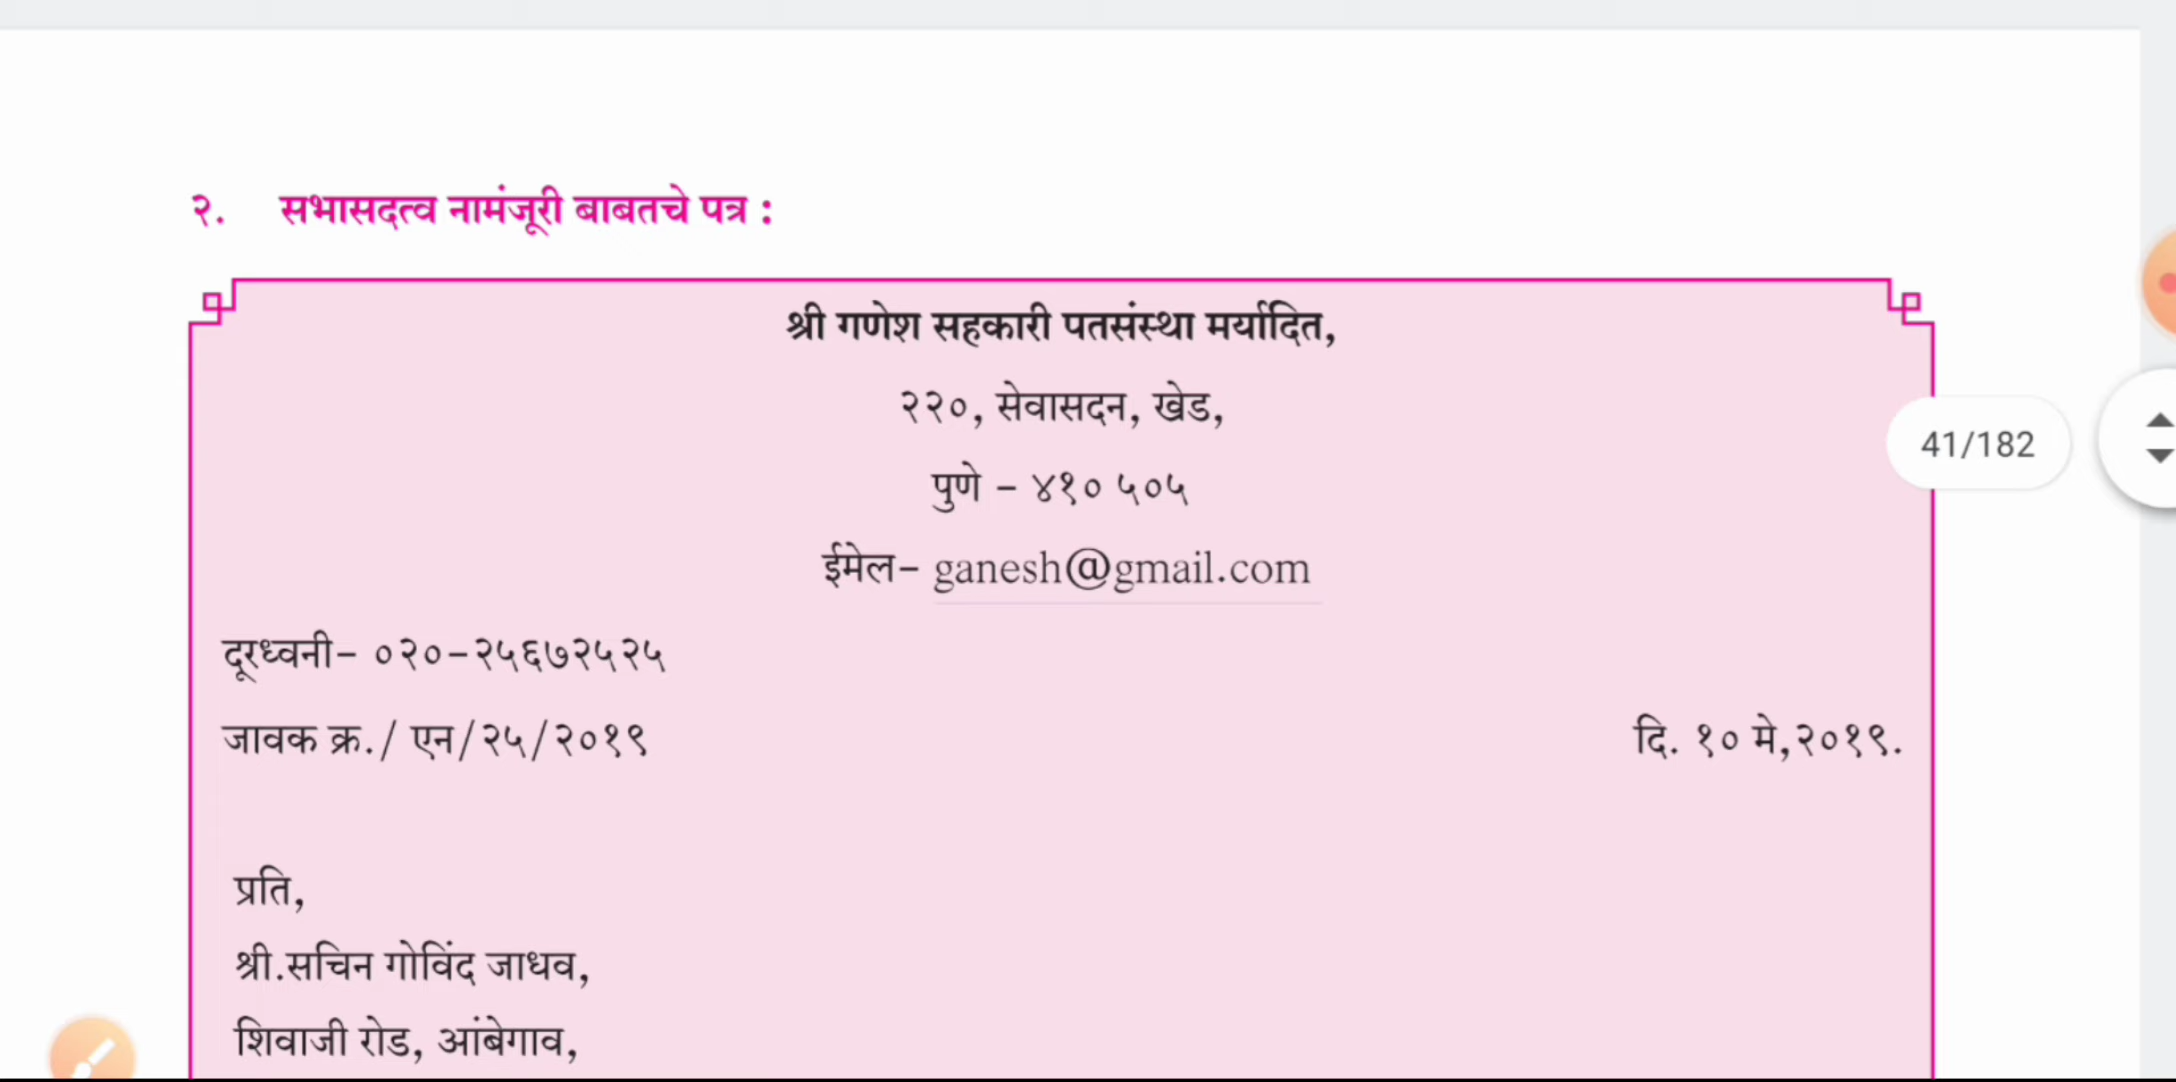 २. सभासदत्व नामंजूरी बाबतचे पत्र :
श्री गणेश सहकारी पतसंस्था मर्यादित,
२२०, सेवासदन, खेड,
41/182
पुणे – ४१० ५०५
ईमेल– ganesh@gmail.com
दूरध्वनी– ०२०–२५६७२५२५
जावक क्र./ एन/२५/२०१९ दि. १० मे,२०१९.
प्रति,
श्री.सचिन गोविंद जाधव,
शिवाजी रोड, आंबेगाव,